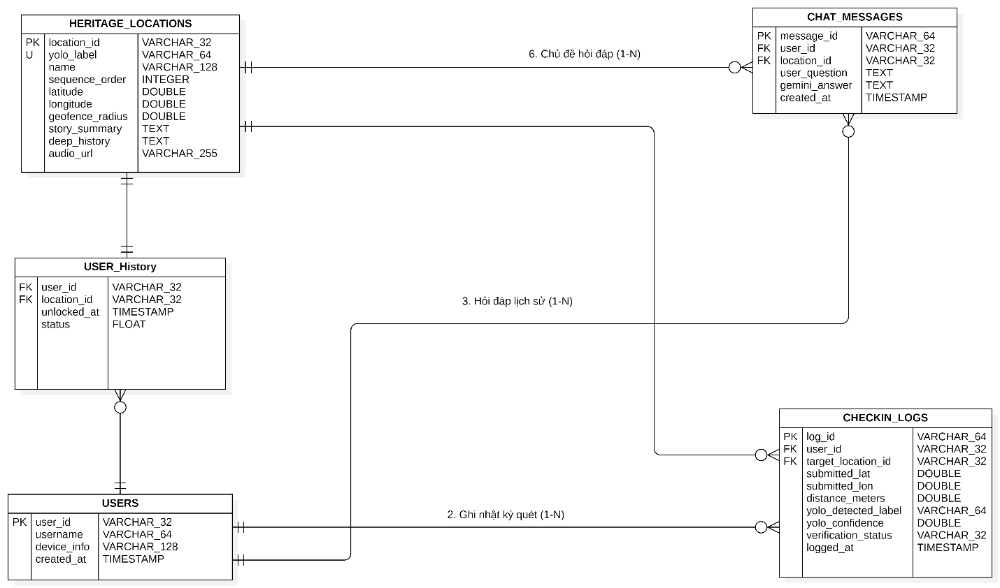 HERITAGE_LOCATIONS
PK location_id VARCHAR_32
U yolo_label VARCHAR_64
name VARCHAR_128
sequence_order INTEGER
latitude DOUBLE
longitude DOUBLE
geofence_radius DOUBLE
story_summary TEXT
deep_history TEXT
audio_url VARCHAR_255
6. Chủ đề hỏi đáp (1-N)
CHAT_MESSAGES
PK message_id VARCHAR_64
FK user_id VARCHAR_32
FK location_id VARCHAR_32
user_question TEXT
gemini_answer TEXT
created_at TIMESTAMP
USER_History
FK user_id VARCHAR_32
FK location_id VARCHAR_32
unlocked_at TIMESTAMP
status FLOAT
3. Hỏi đáp lịch sử (1-N)
USERS
PK user_id VARCHAR_32
username VARCHAR_64
device_info VARCHAR_128
created_at TIMESTAMP
2. Ghi nhật ký quét (1-N)
CHECKIN_LOGS
PK log_id VARCHAR_64
FK user_id VARCHAR_32
FK target_location_id VARCHAR_32
submitted_lat DOUBLE
submitted_lon DOUBLE
distance_meters DOUBLE
yolo_detected_label VARCHAR_64
yolo_confidence DOUBLE
verification_status VARCHAR_32
logged_at TIMESTAMP